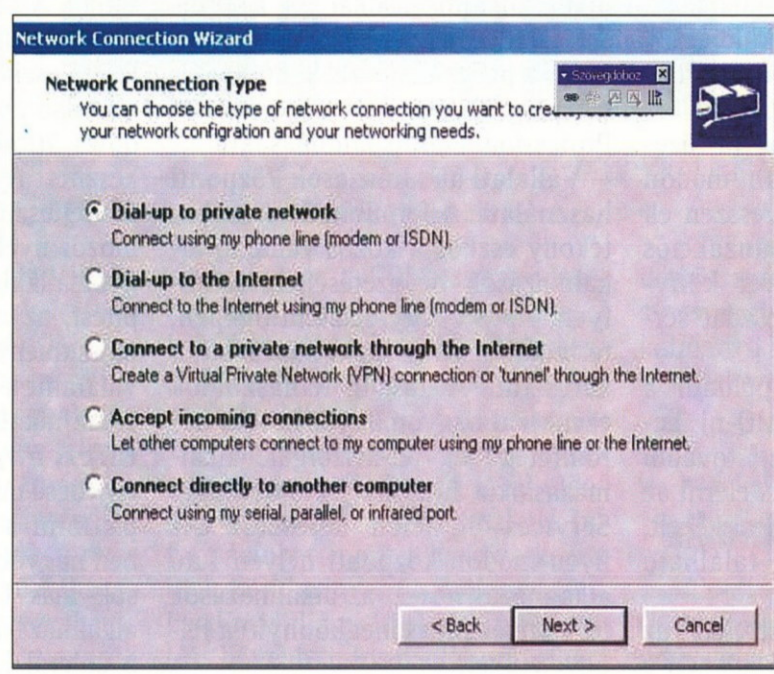 Network Connection Wizard
Network Connection Type
Szövegdoboz
You can choose the type of network connection you want to
your network configration and your networking needs.
Dial-up to private network
Connect using my phone line (modem or ISDN).
Dial-up to the Internet
Connect to the Internet using my phone line (modem or ISDN).
Connect to a private network through the Internet
Create a Virtual Private Network (VPN) connection or 'tunnel' through the Internet.
Accept incoming connections
Let other computers connect to my computer using my phone line or the Internet.
Connect directly to another computer
Connect using my serial, parallel, or infrared port.
< Back
Next >
Cancel